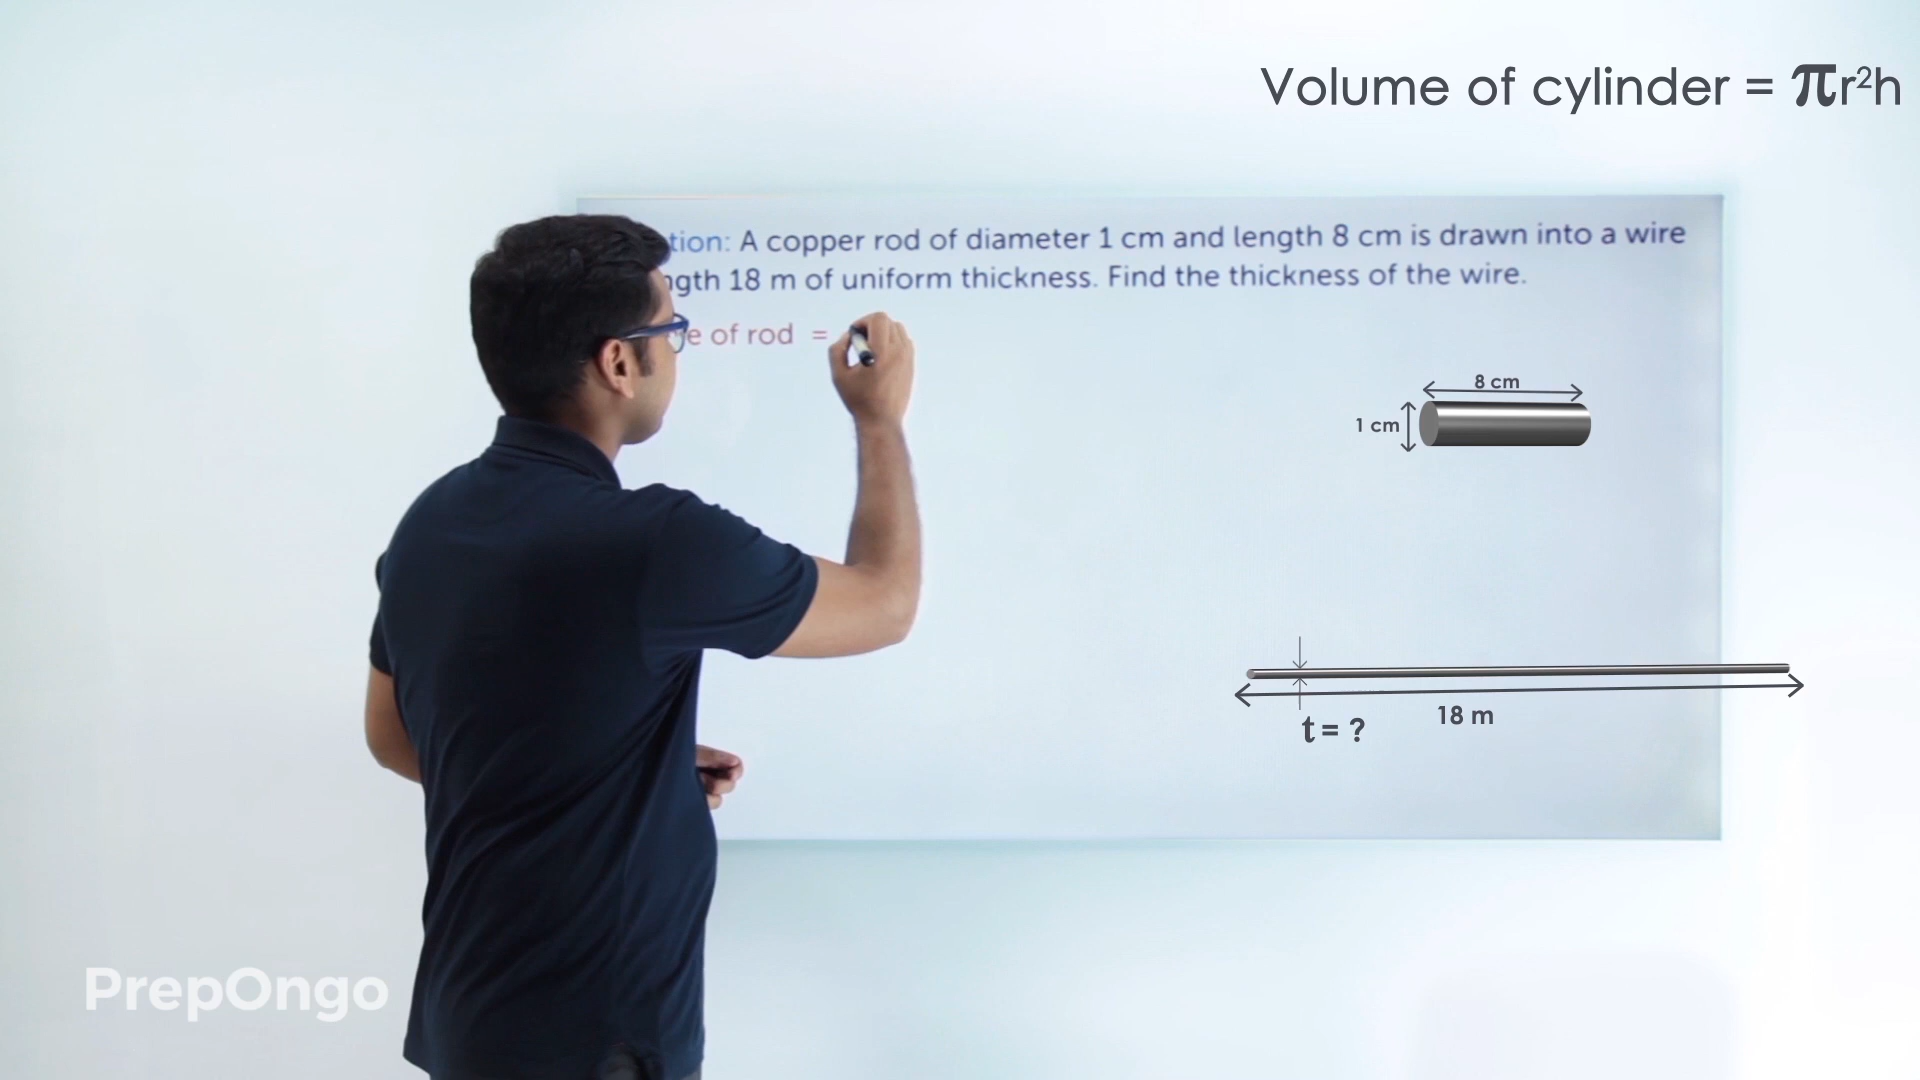 Volume of cylinder = πr²h
tion: A copper rod of diameter 1 cm and length 8 cm is drawn into a wire
ngth 18 m of uniform thickness. Find the thickness of the wire.
e of rod =
8 cm
1 cm
18 m
t = ?
PrepOngo